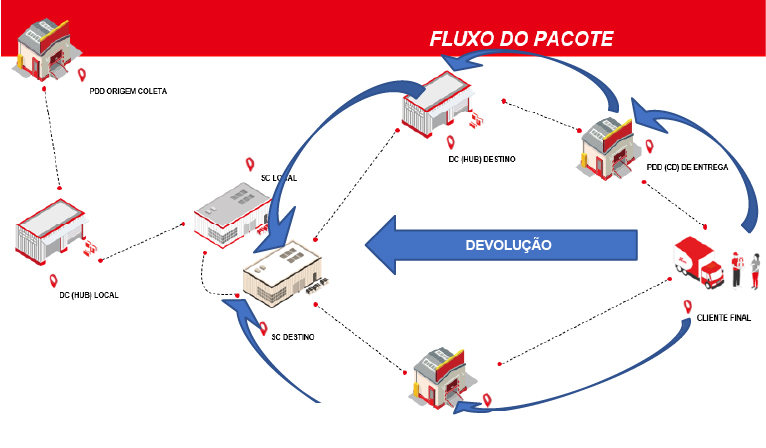 FLUXO DO PACOTE
PDD ORIGEM COLETA
DC (HUB) DESTINO
PDD (CD) DE ENTREGA
SC LOCAL
DEVOLUÇÃO
DC (HUB) LOCAL
CLIENTE FINAL
SC DESTINO